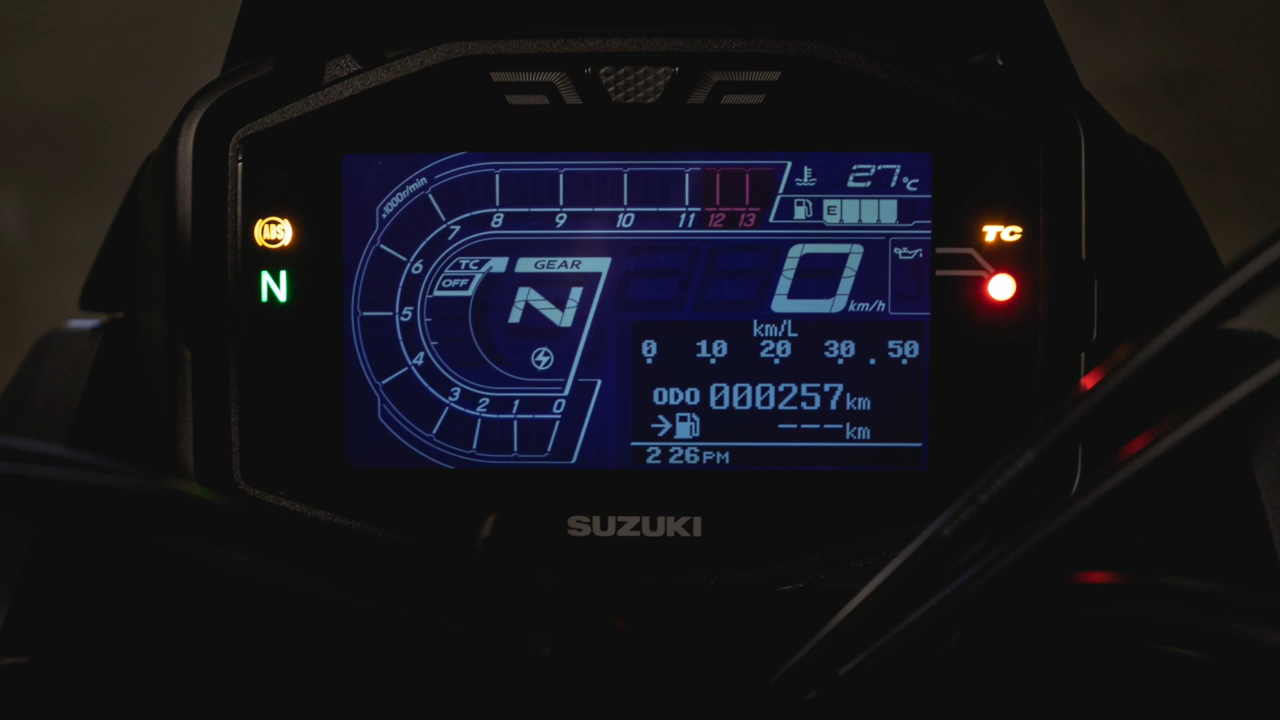 x1000r/min
8 9 10 11 12 13
7
6
5
4
3 2 1 0
27°C
E
ABS
N
TC
TC
OFF
GEAR
N
0 km/h
km/L
0 10 20 30 . 50
ODO 000257km
---km
2 26PM
SUZUKI